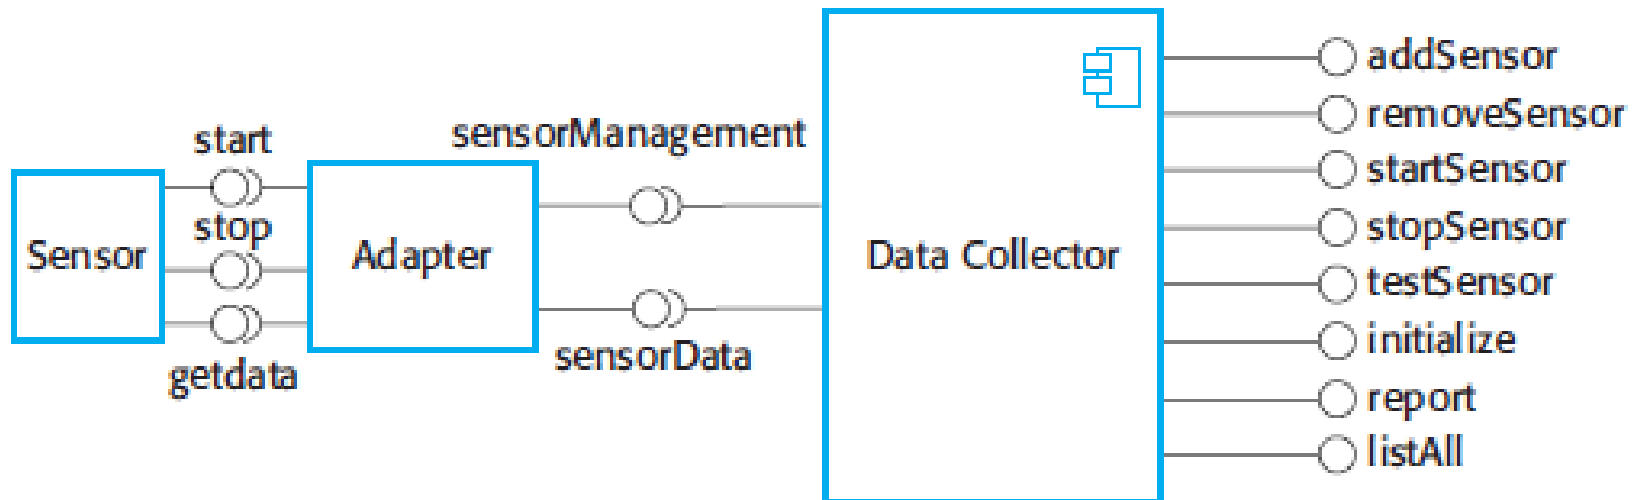 start
stop
getdata
Sensor
Adapter
sensorManagement
sensorData
Data Collector
addSensor
removeSensor
startSensor
stopSensor
testSensor
initialize
report
listAll